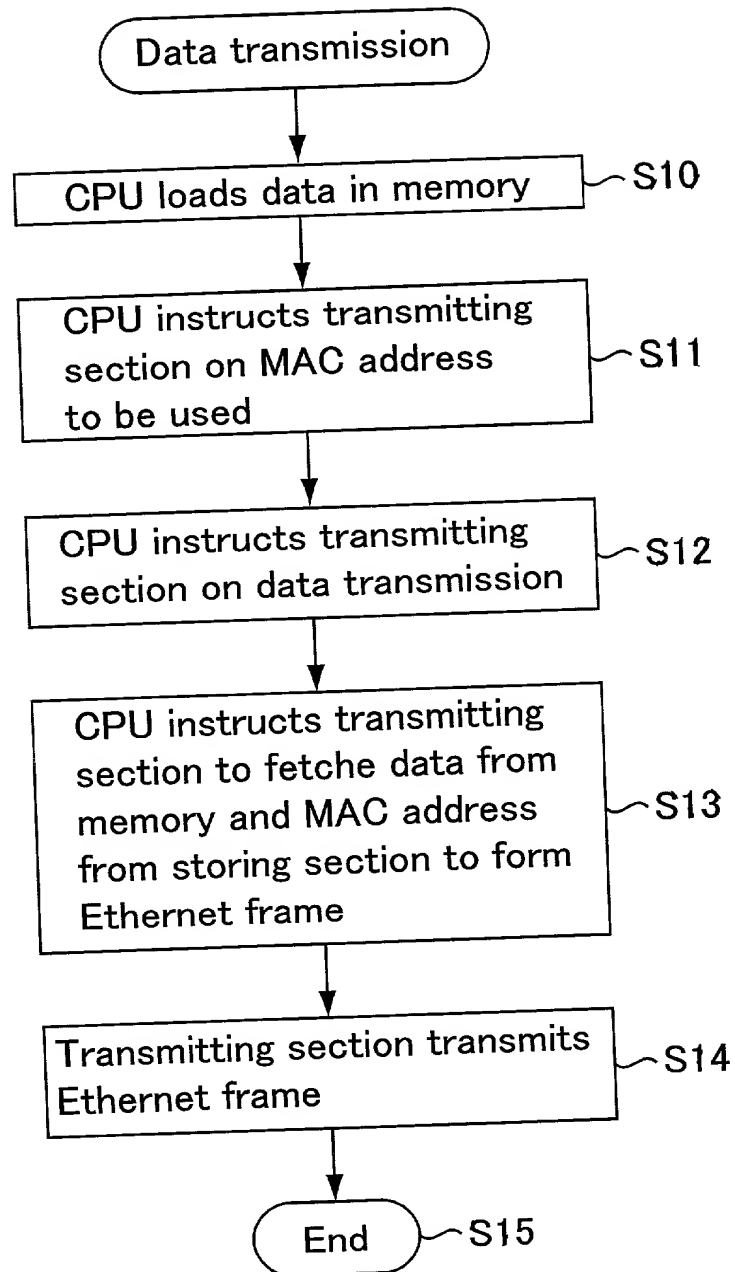 Data transmission
CPU loads data in memory
S10
CPU instructs transmitting
section on MAC address
to be used
S11
CPU instructs transmitting
section on data transmission
S12
CPU instructs transmitting
section to fetche data from
memory and MAC address
from storing section to form
Ethernet frame
S13
Transmitting section transmits
Ethernet frame
S14
End
S15